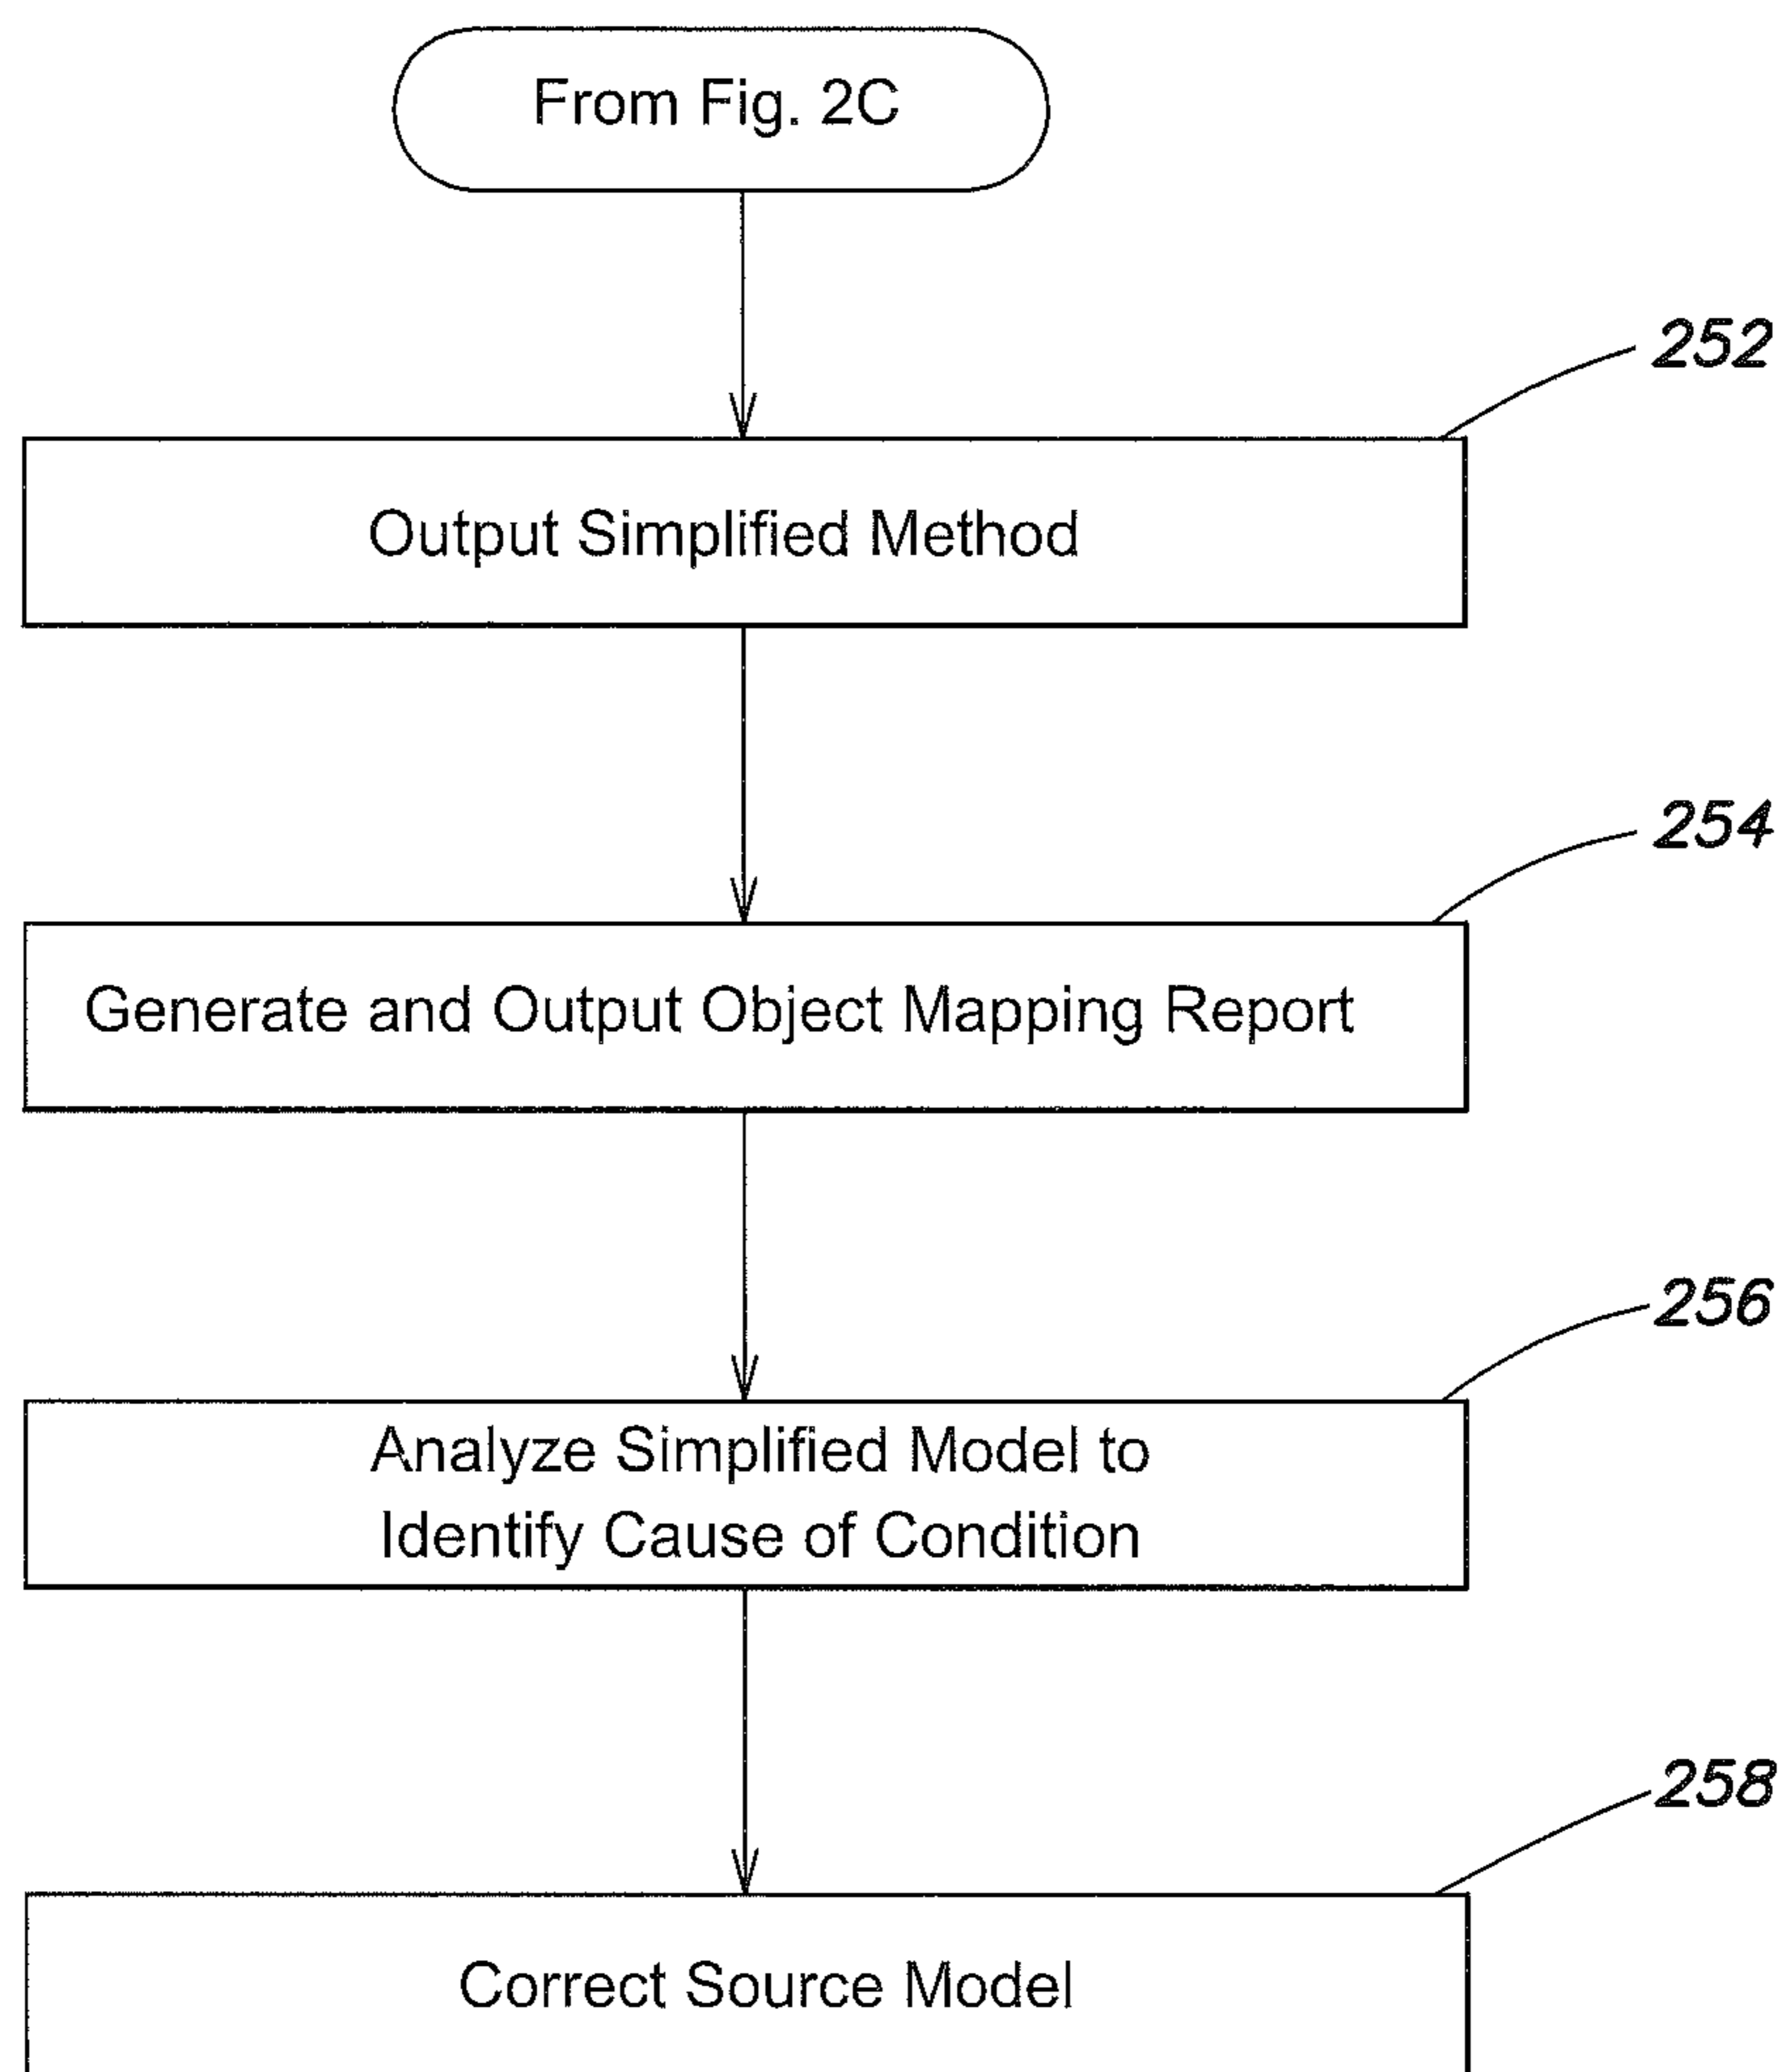 From Fig. 2C
252
Output Simplified Method
254
Generate and Output Object Mapping Report
256
Analyze Simplified Model to
Identify Cause of Condition
258
Correct Source Model